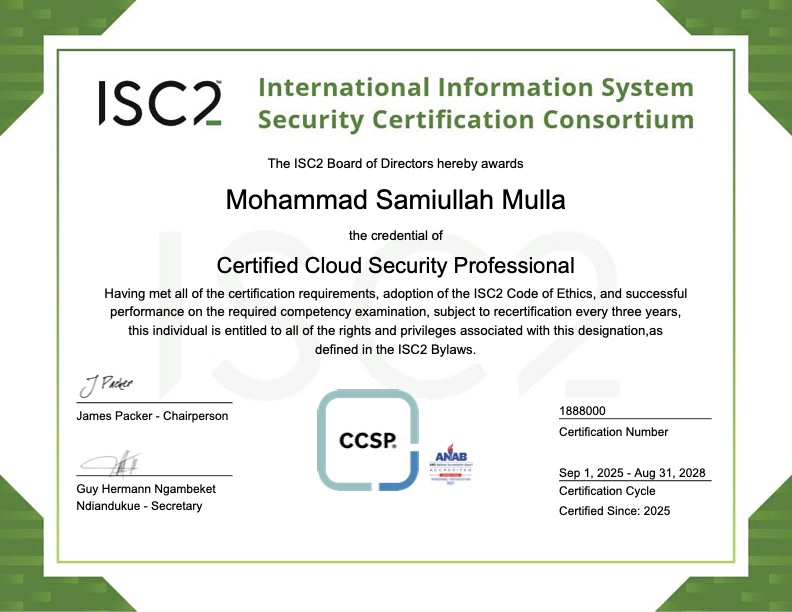 ISC2™
International Information System
Security Certification Consortium
The ISC2 Board of Directors hereby awards
Mohammad Samiullah Mulla
the credential of
Certified Cloud Security Professional
Having met all of the certification requirements, adoption of the ISC2 Code of Ethics, and successful
performance on the required competency examination, subject to recertification every three years,
this individual is entitled to all of the rights and privileges associated with this designation,as
defined in the ISC2 Bylaws.
J Packer
James Packer - Chairperson
Guy Hermann Ngambeket
Ndiandukue - Secretary
CCSP®
ANAB
ACCREDITED
1888000
Certification Number
Sep 1, 2025 - Aug 31, 2028
Certification Cycle
Certified Since: 2025
ISC2